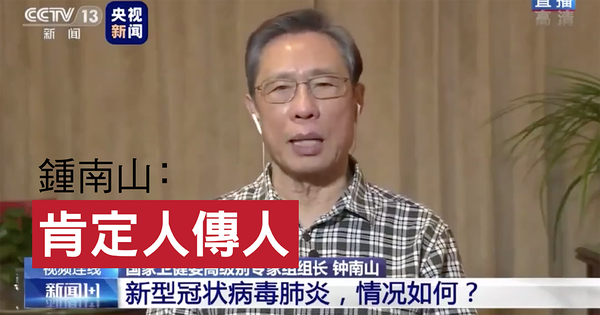 CCTV 13
新闻
央视
新闻
直播
高清
鍾南山：
肯定人傳人
视频连线
国家卫健委高级别专家组组长 钟南山
新闻1+1
新型冠状病毒肺炎，情况如何？